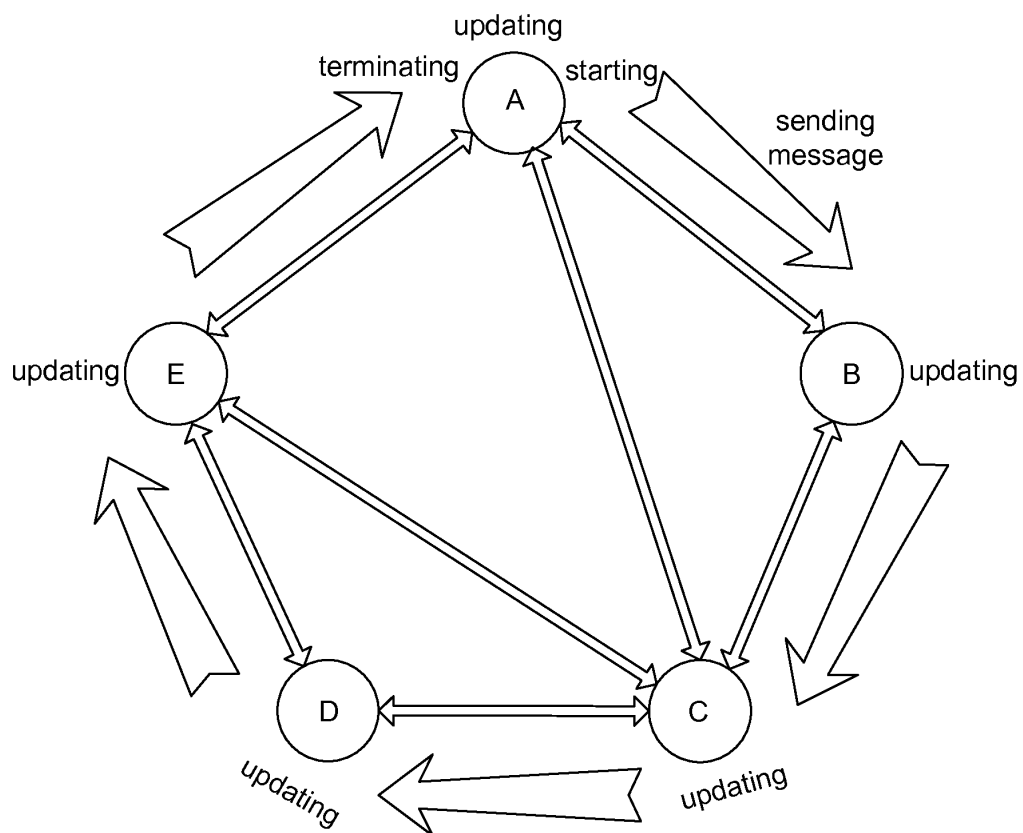 updating
terminating
A
starting
sending
message
updating
E
B
updating
D
C
updating
updating